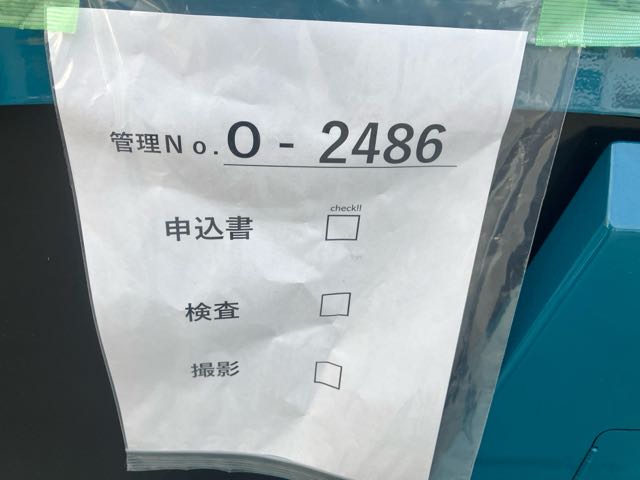 管理No. O - 2486
check!!
申込書 □
検査 □
撮影 □